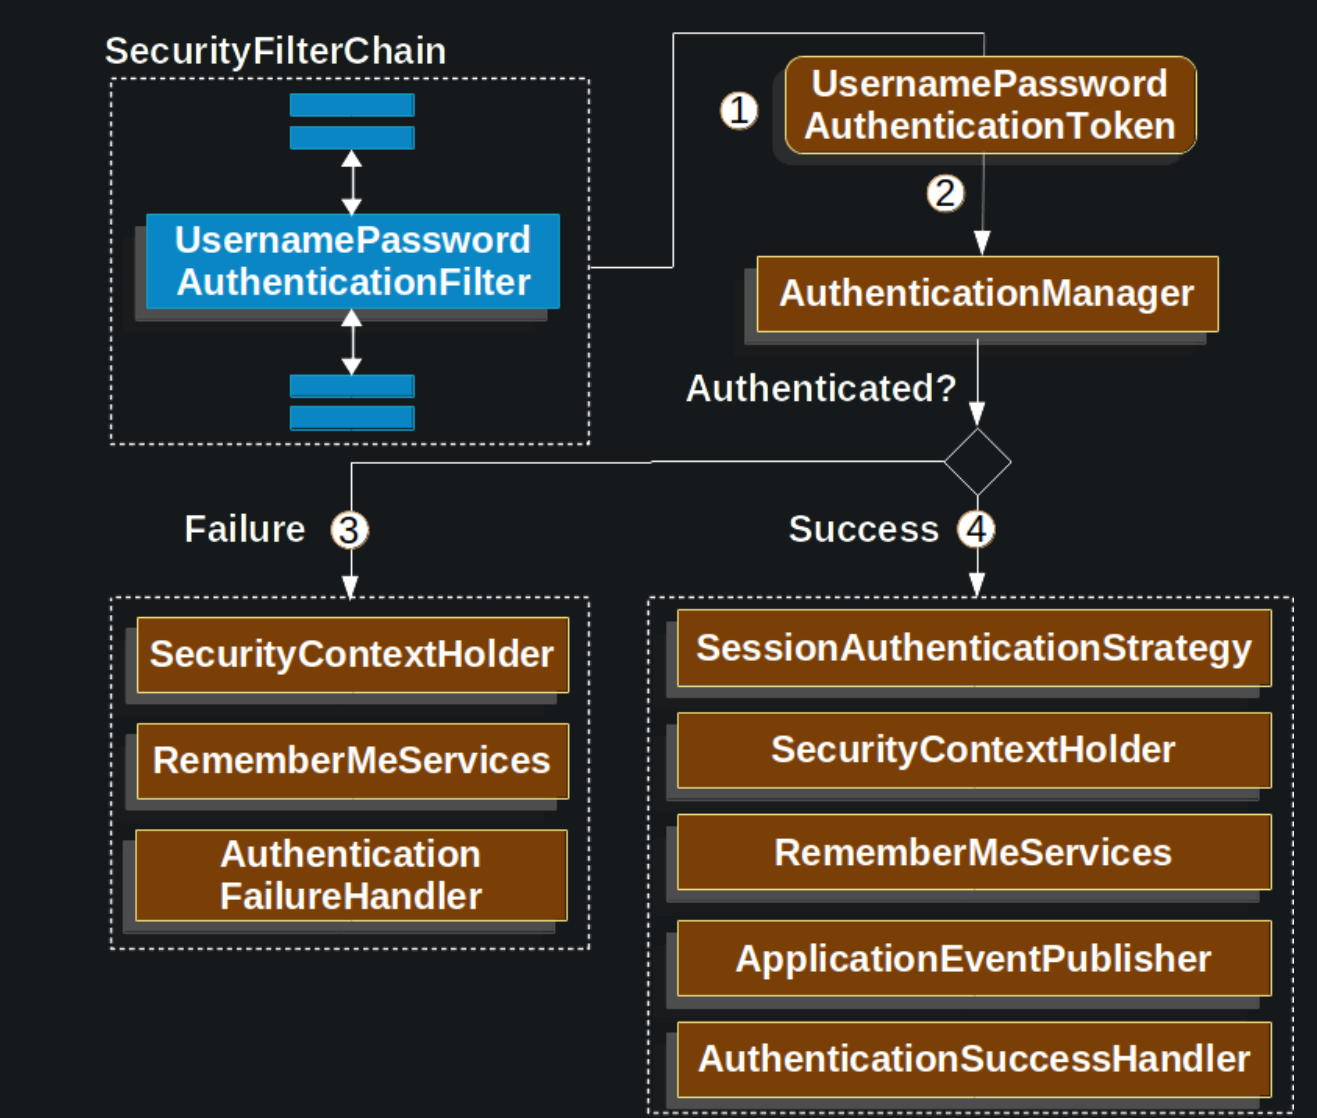 SecurityFilterChain
UsernamePassword
AuthenticationFilter
1
UsernamePassword
AuthenticationToken
2
AuthenticationManager
Authenticated?
Failure 3
Success 4
SecurityContextHolder
RememberMeServices
Authentication
FailureHandler
SessionAuthenticationStrategy
SecurityContextHolder
RememberMeServices
ApplicationEventPublisher
AuthenticationSuccessHandler